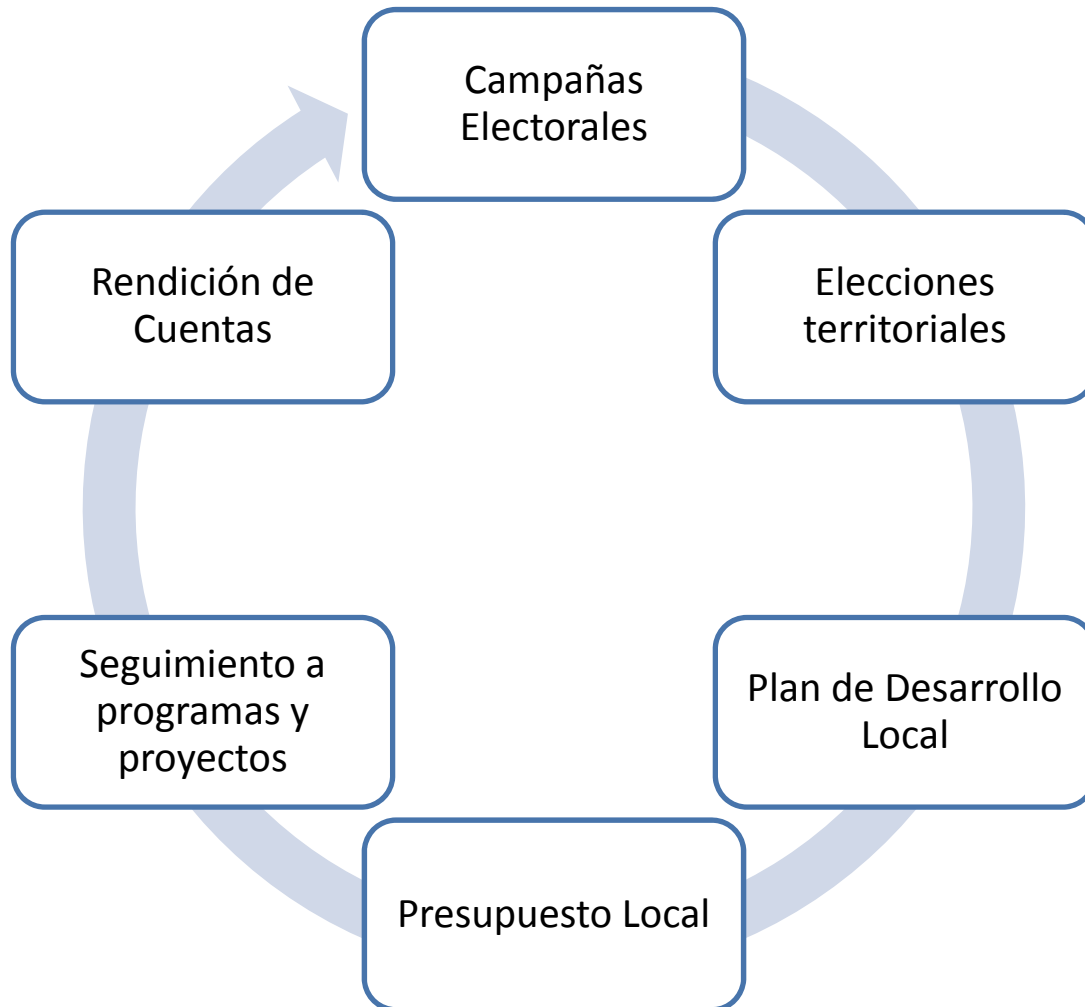 Campañas
Electorales
Elecciones
territoriales
Plan de Desarrollo
Local
Presupuesto Local
Seguimiento a
programas y
proyectos
Rendición de
Cuentas